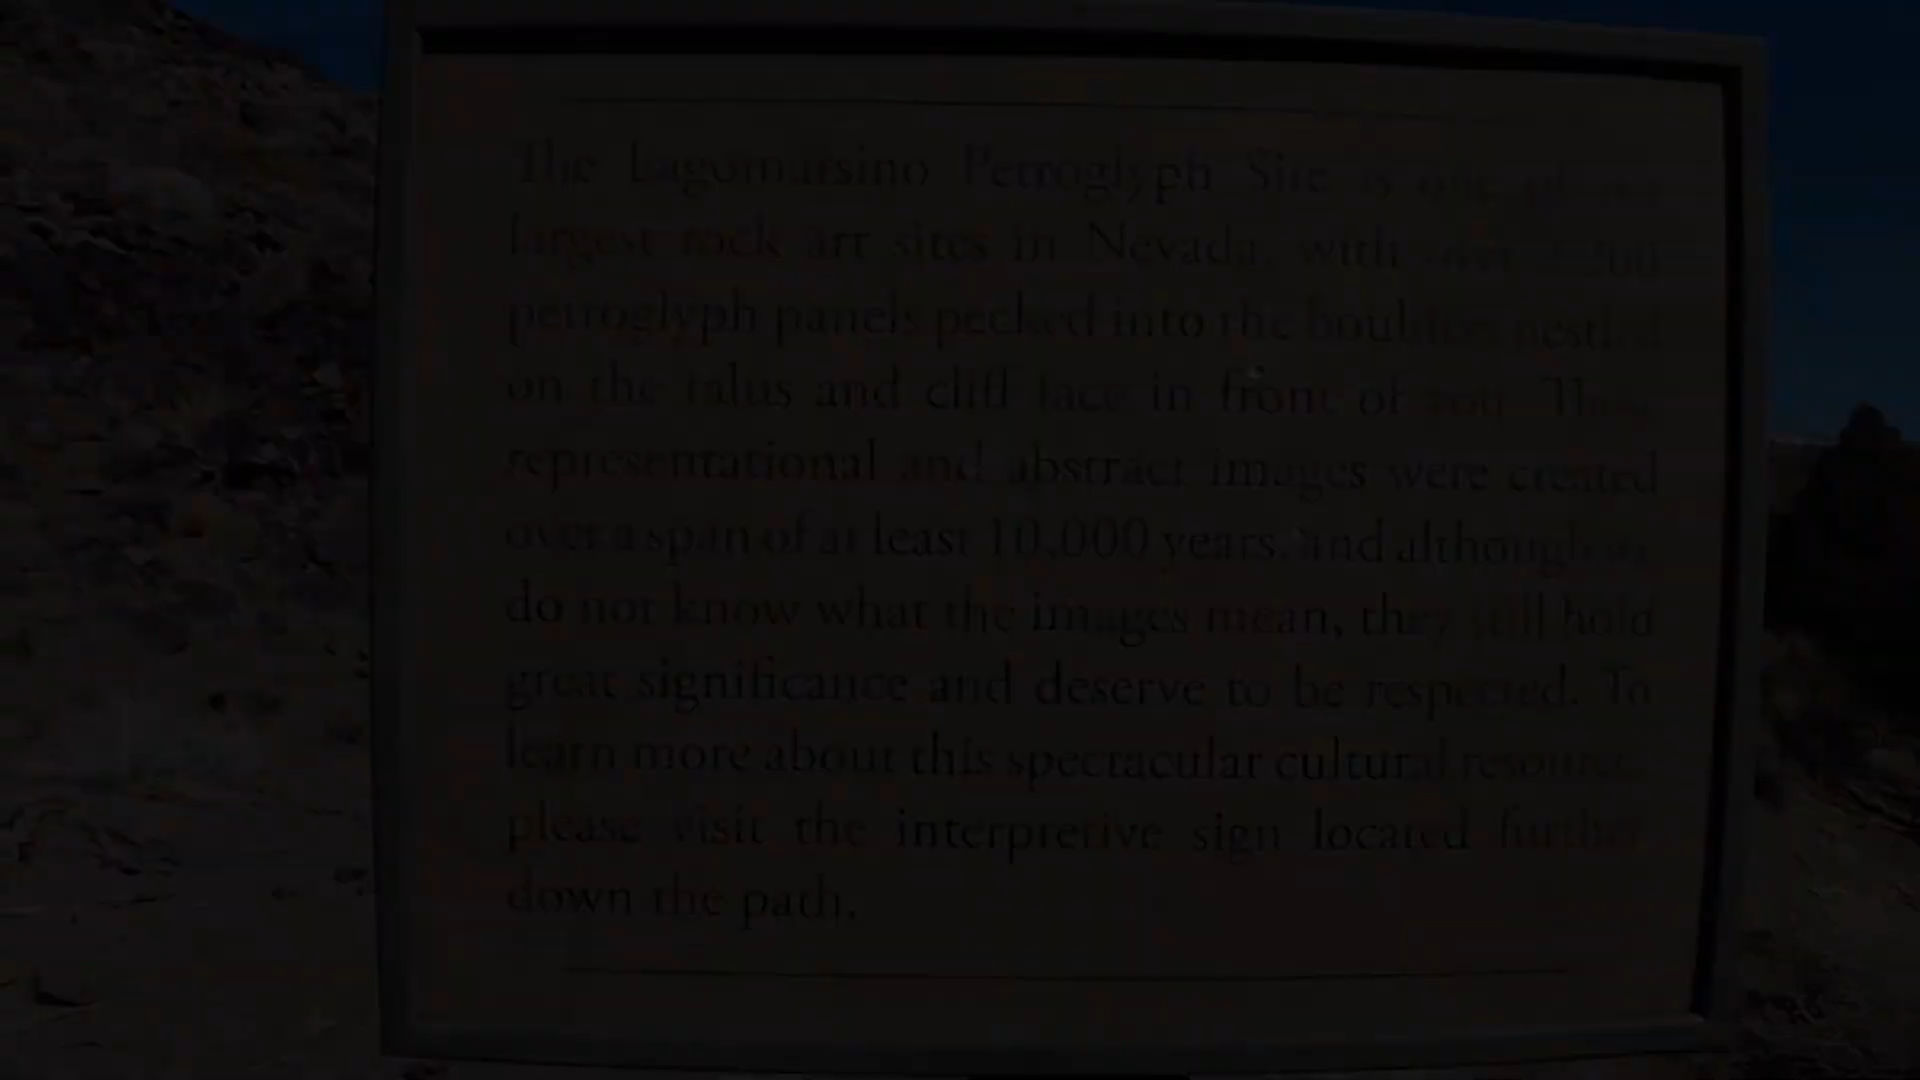 The Lagomarsino Petroglyph Site is one of the
largest rock art sites in Nevada, with over
petroglyph panels pecked into the boulders nestled
on the talus and cliff face in front of you. These
representational and abstract images were created
over a span of at least 10,000 years, and although we
do not know what the images mean, they still hold
great significance and deserve to be respected. To
learn more about this spectacular cultural resource,
please visit the interpretive sign located further
down the path.